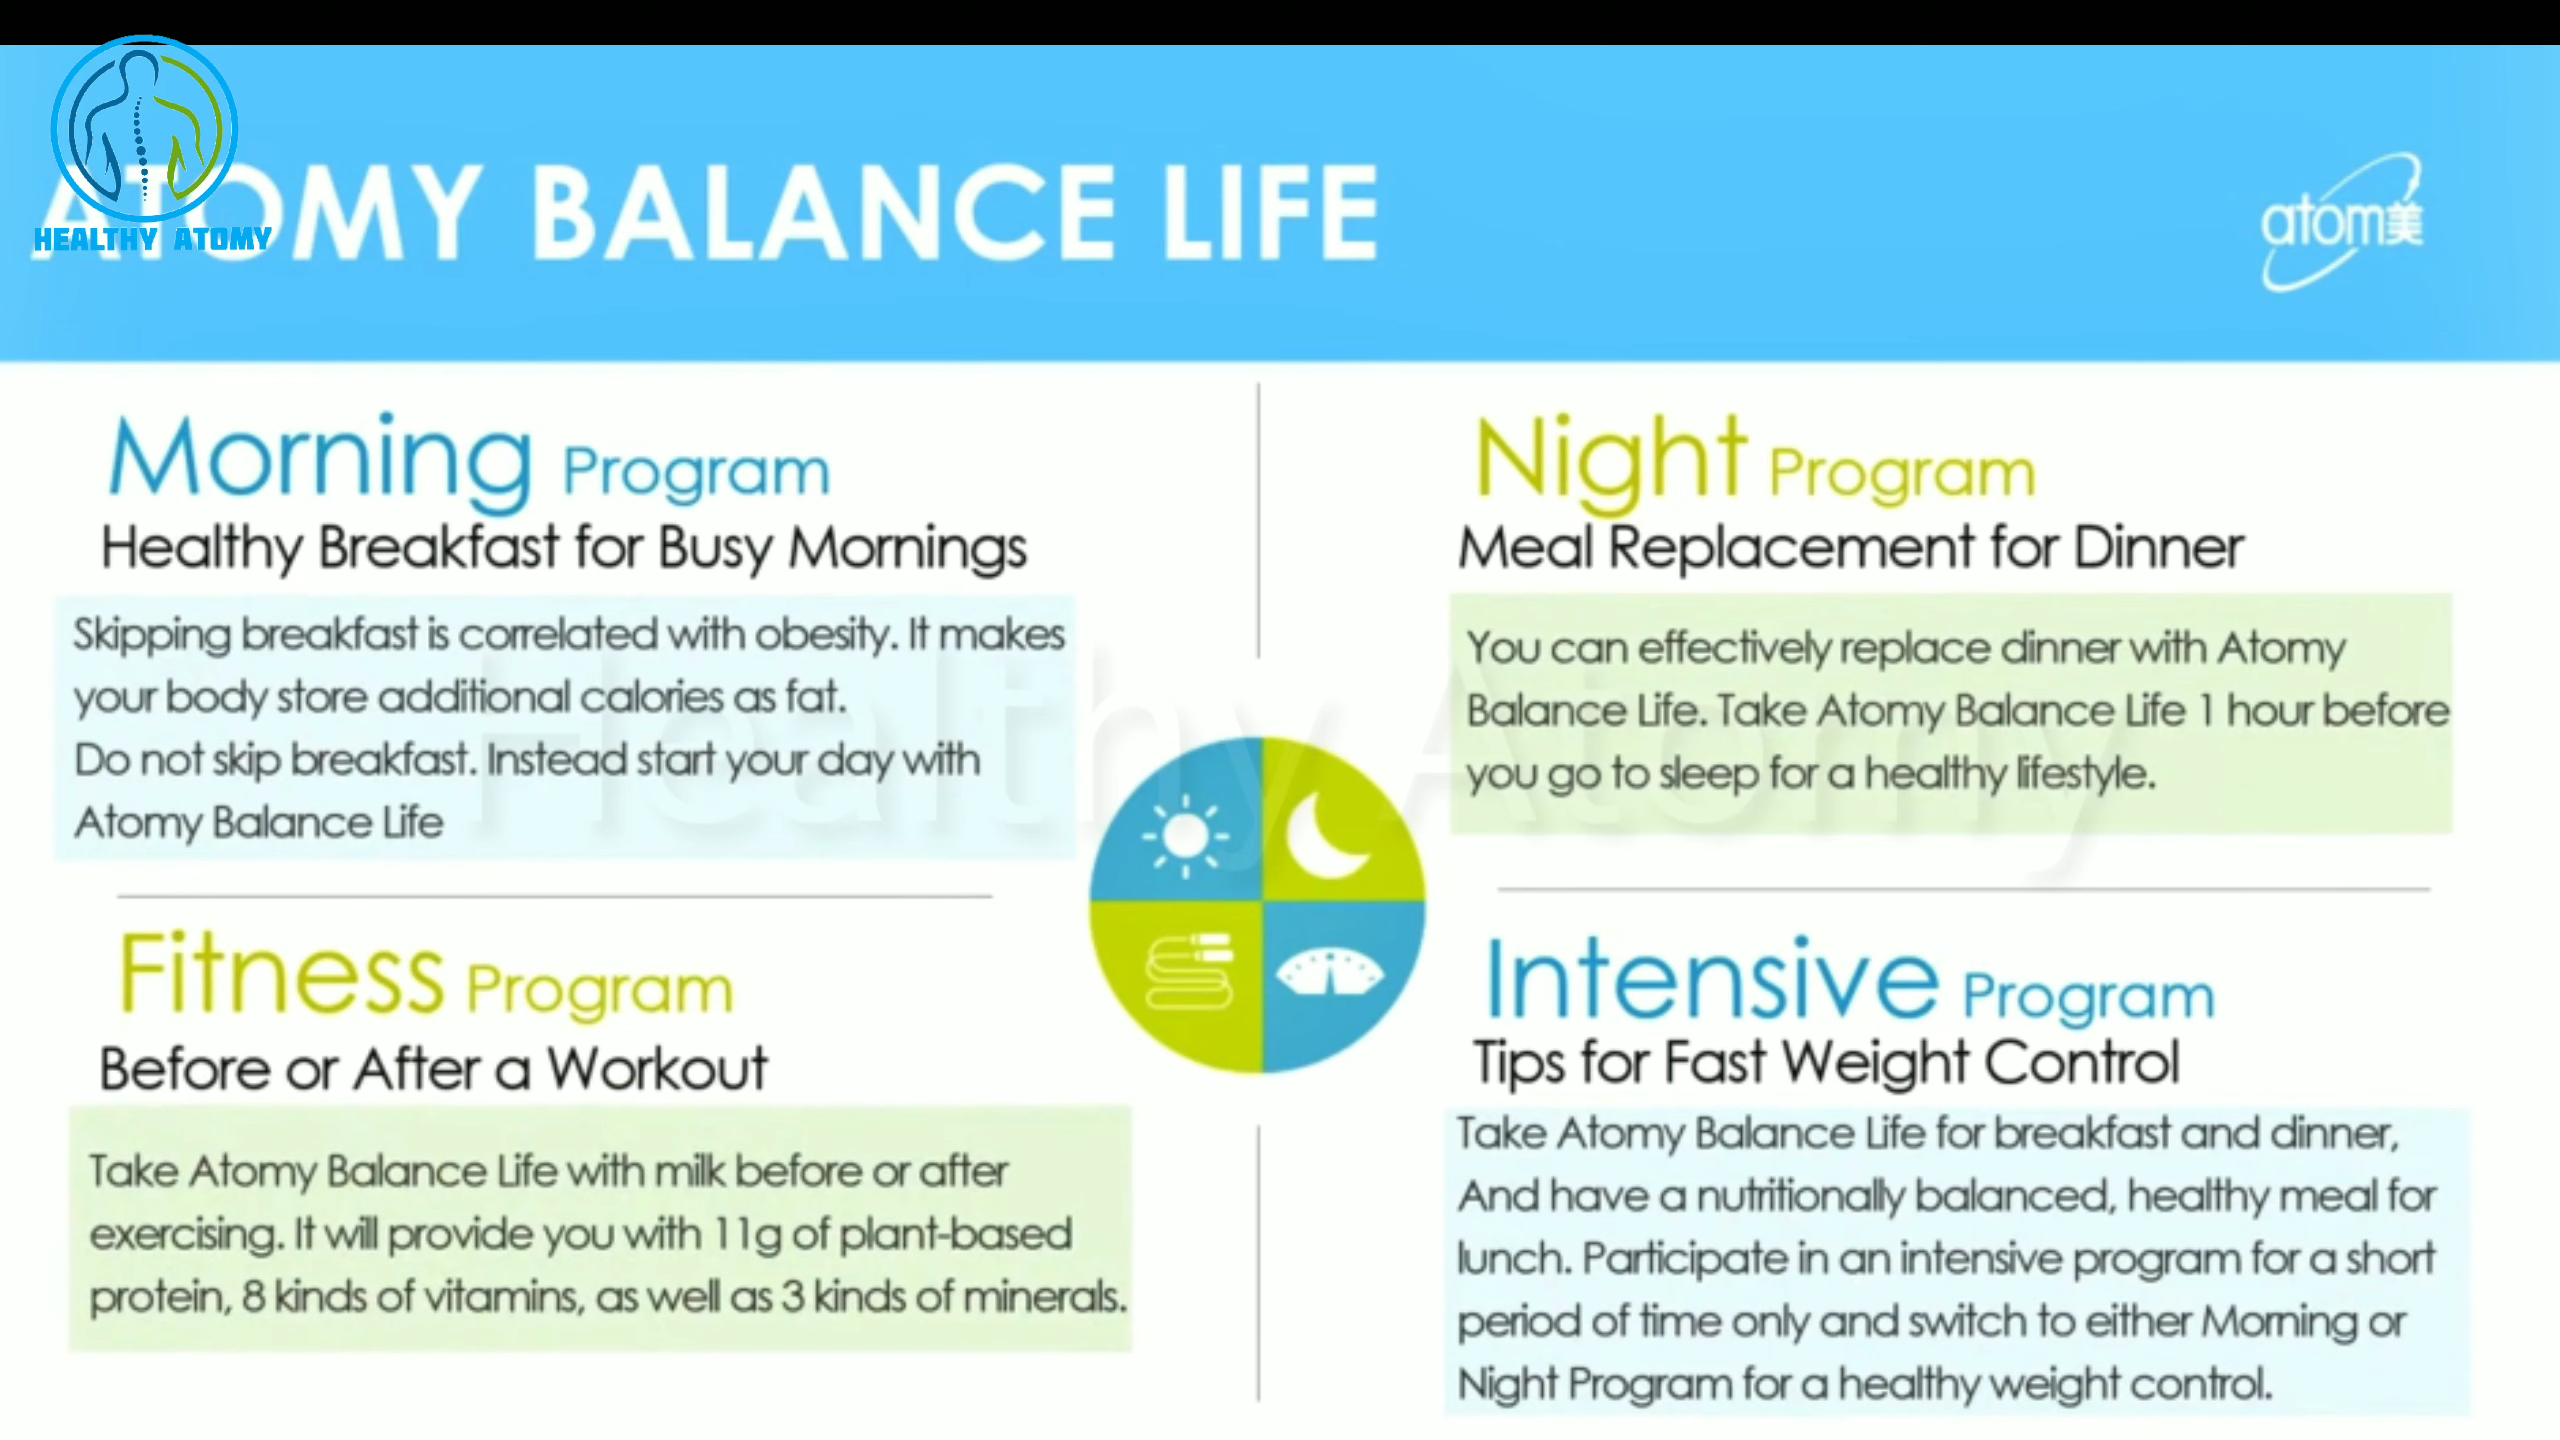 ATOMY BALANCE LIFE
HEALTHY ATOMY
atom美
Morning Program
Healthy Breakfast for Busy Mornings
Skipping breakfast is correlated with obesity. It makes
your body store additional calories as fat.
Do not skip breakfast. Instead start your day with
Atomy Balance Life
Night Program
Meal Replacement for Dinner
You can effectively replace dinner with Atomy
Balance Life. Take Atomy Balance Life 1 hour before
you go to sleep for a healthy lifestyle.
Healthy Atomy
Fitness Program
Before or After a Workout
Take Atomy Balance Life with milk before or after
exercising. It will provide you with 11g of plant-based
protein, 8 kinds of vitamins, as well as 3 kinds of minerals.
Intensive Program
Tips for Fast Weight Control
Take Atomy Balance Life for breakfast and dinner,
And have a nutritionally balanced, healthy meal for
lunch. Participate in an intensive program for a short
period of time only and switch to either Morning or
Night Program for a healthy weight control.